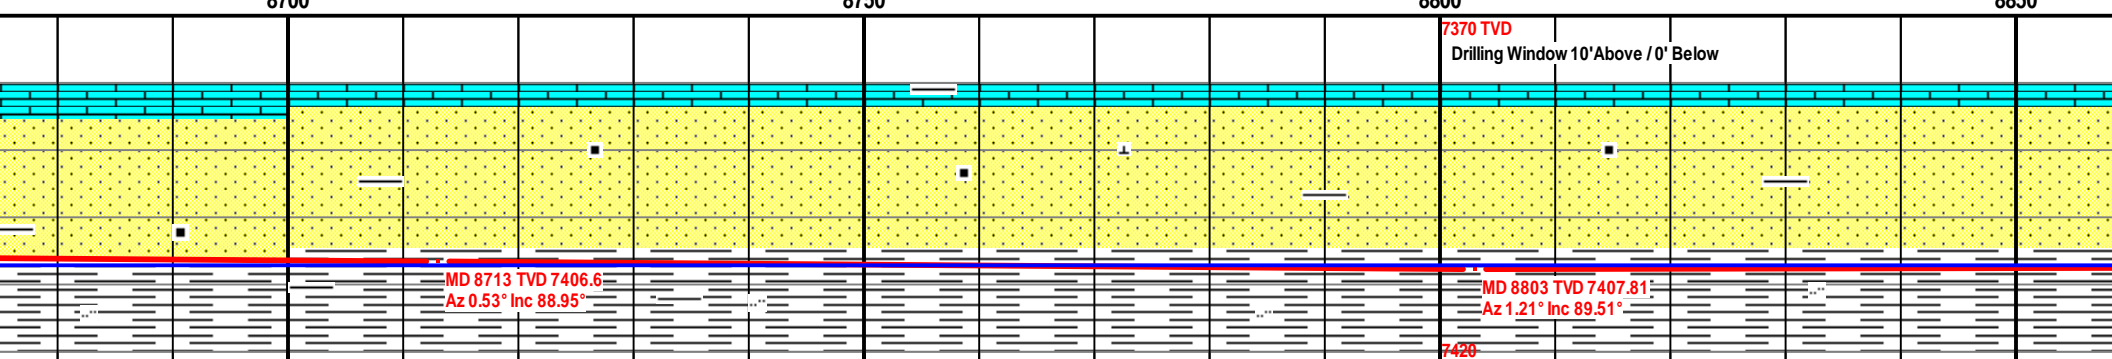 8700 8750 8800 8850
7370 TVD
Drilling Window 10'Above / 0' Below
MD 8713 TVD 7406.6
Az 0.53° Inc 88.95°
MD 8803 TVD 7407.81
Az 1.21° Inc 89.51°
7420